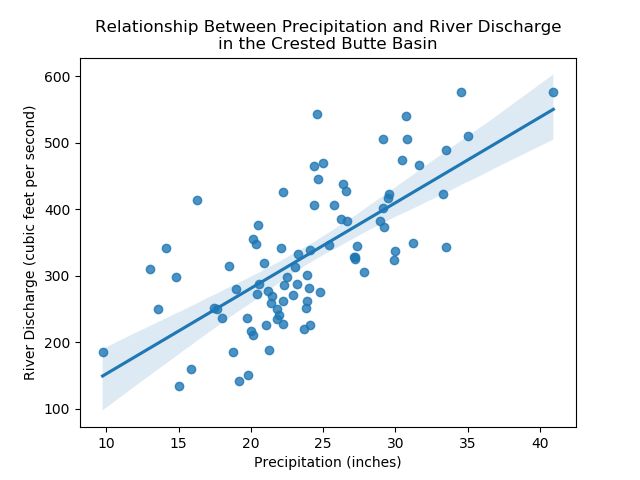 Relationship Between Precipitation and River Discharge
in the Crested Butte Basin
600
500
400
300
200
100
River Discharge (cubic feet per second)
10 15 20 25 30 35 40
Precipitation (inches)